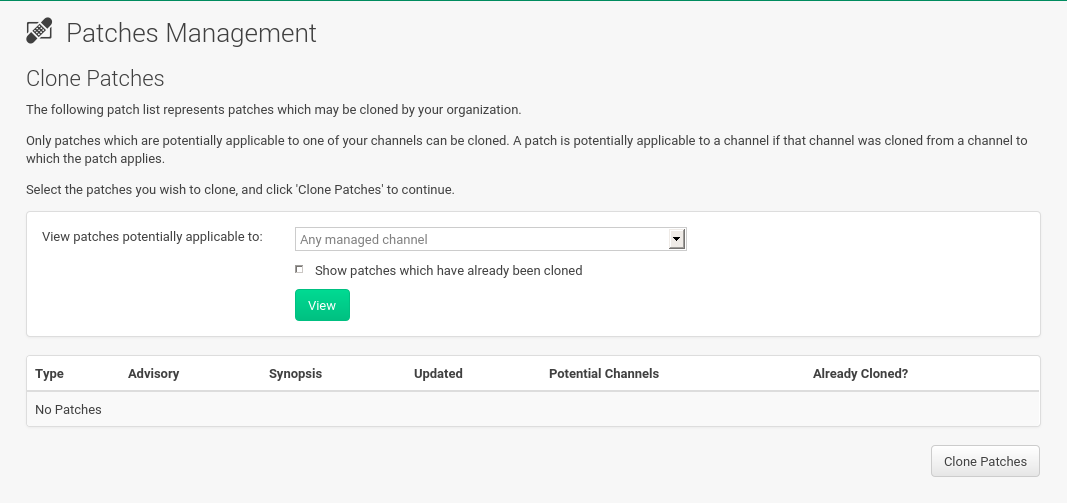 Patches Management
Clone Patches
The following patch list represents patches which may be cloned by your organization.
Only patches which are potentially applicable to one of your channels can be cloned. A patch is potentially applicable to a channel if that channel was cloned from a channel to
which the patch applies.
Select the patches you wish to clone, and click 'Clone Patches' to continue.
View patches potentially applicable to:
Any managed channel
Show patches which have already been cloned
View
Type Advisory Synopsis Updated Potential Channels Already Cloned?
No Patches
Clone Patches